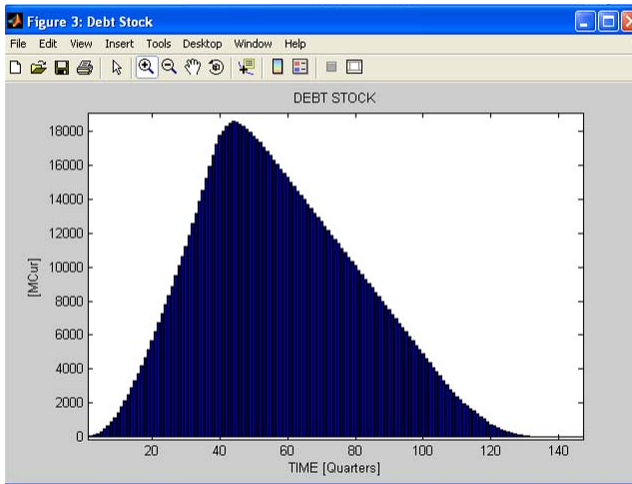 Figure 3: Debt Stock
File Edit View Insert Tools Desktop Window Help
DEBT STOCK
18000
16000
14000
12000
10000
8000
6000
4000
2000
0
[MCur]
20 40 60 80 100 120 140
TIME [Quarters]